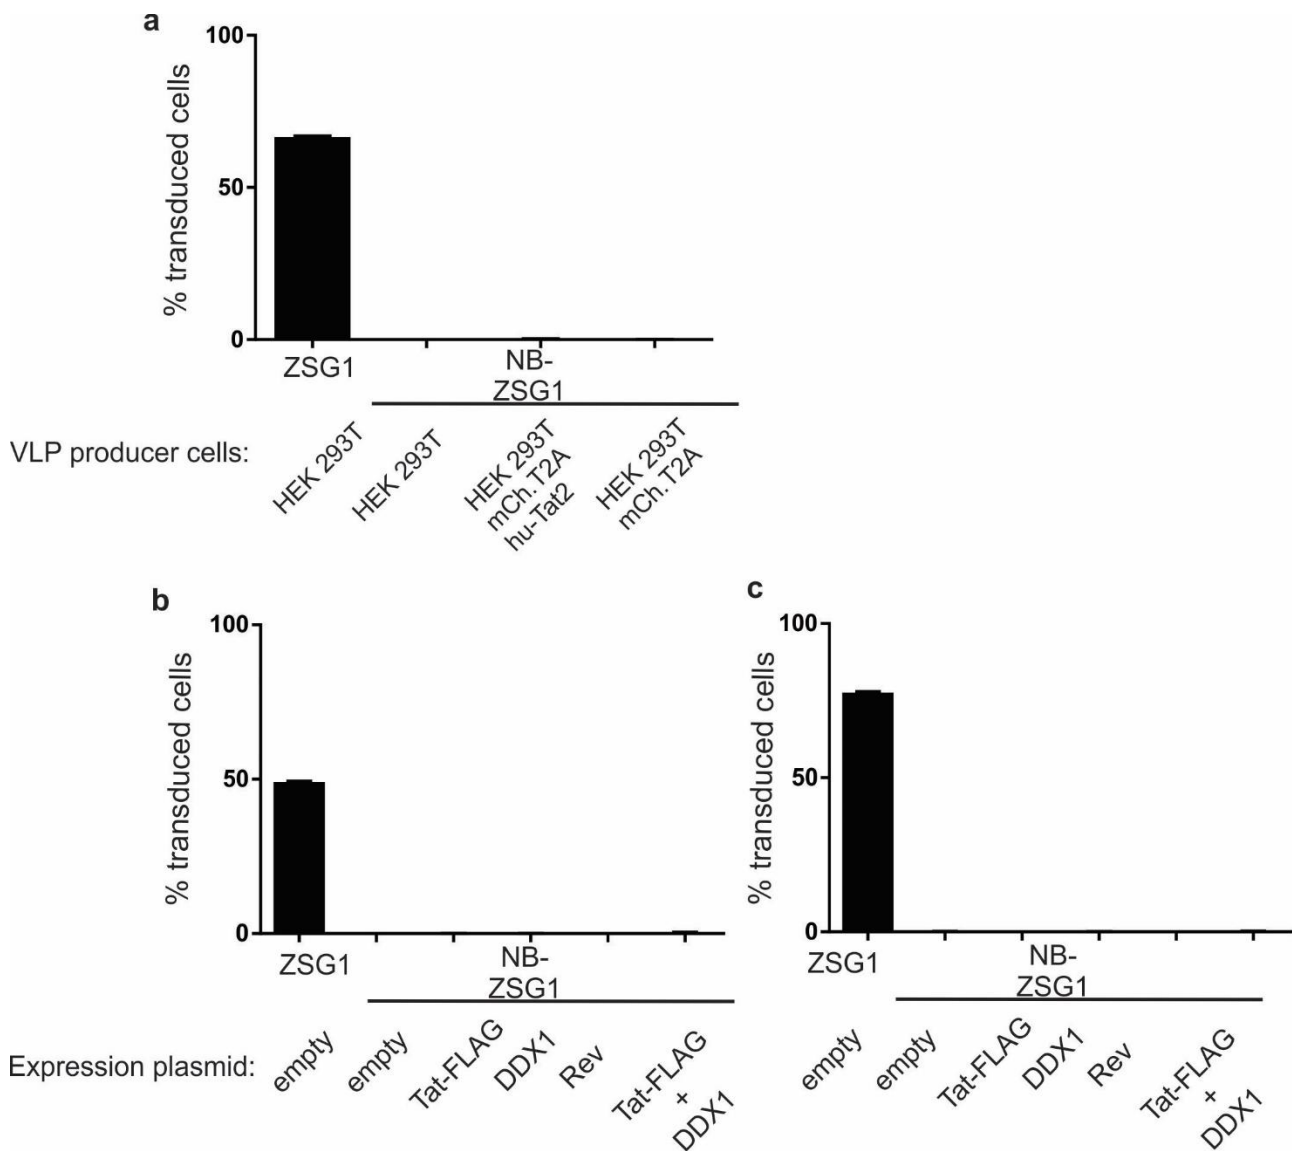 a
% transduced cells
100
50
0
ZSG1
NB-
ZSG1
VLP producer cells:
HEK 293T
HEK 293T
HEK 293T
mCh.T2A
hu-Tat2
HEK 293T
mCh.T2A
b
% transduced cells
100
50
0
ZSG1
NB-
ZSG1
Expression plasmid:
empty
empty
Tat-FLAG
DDX1
Rev
Tat-FLAG
+
DDX1
c
% transduced cells
100
50
0
ZSG1
NB-
ZSG1
empty
empty
Tat-FLAG
DDX1
Rev
Tat-FLAG
+
DDX1